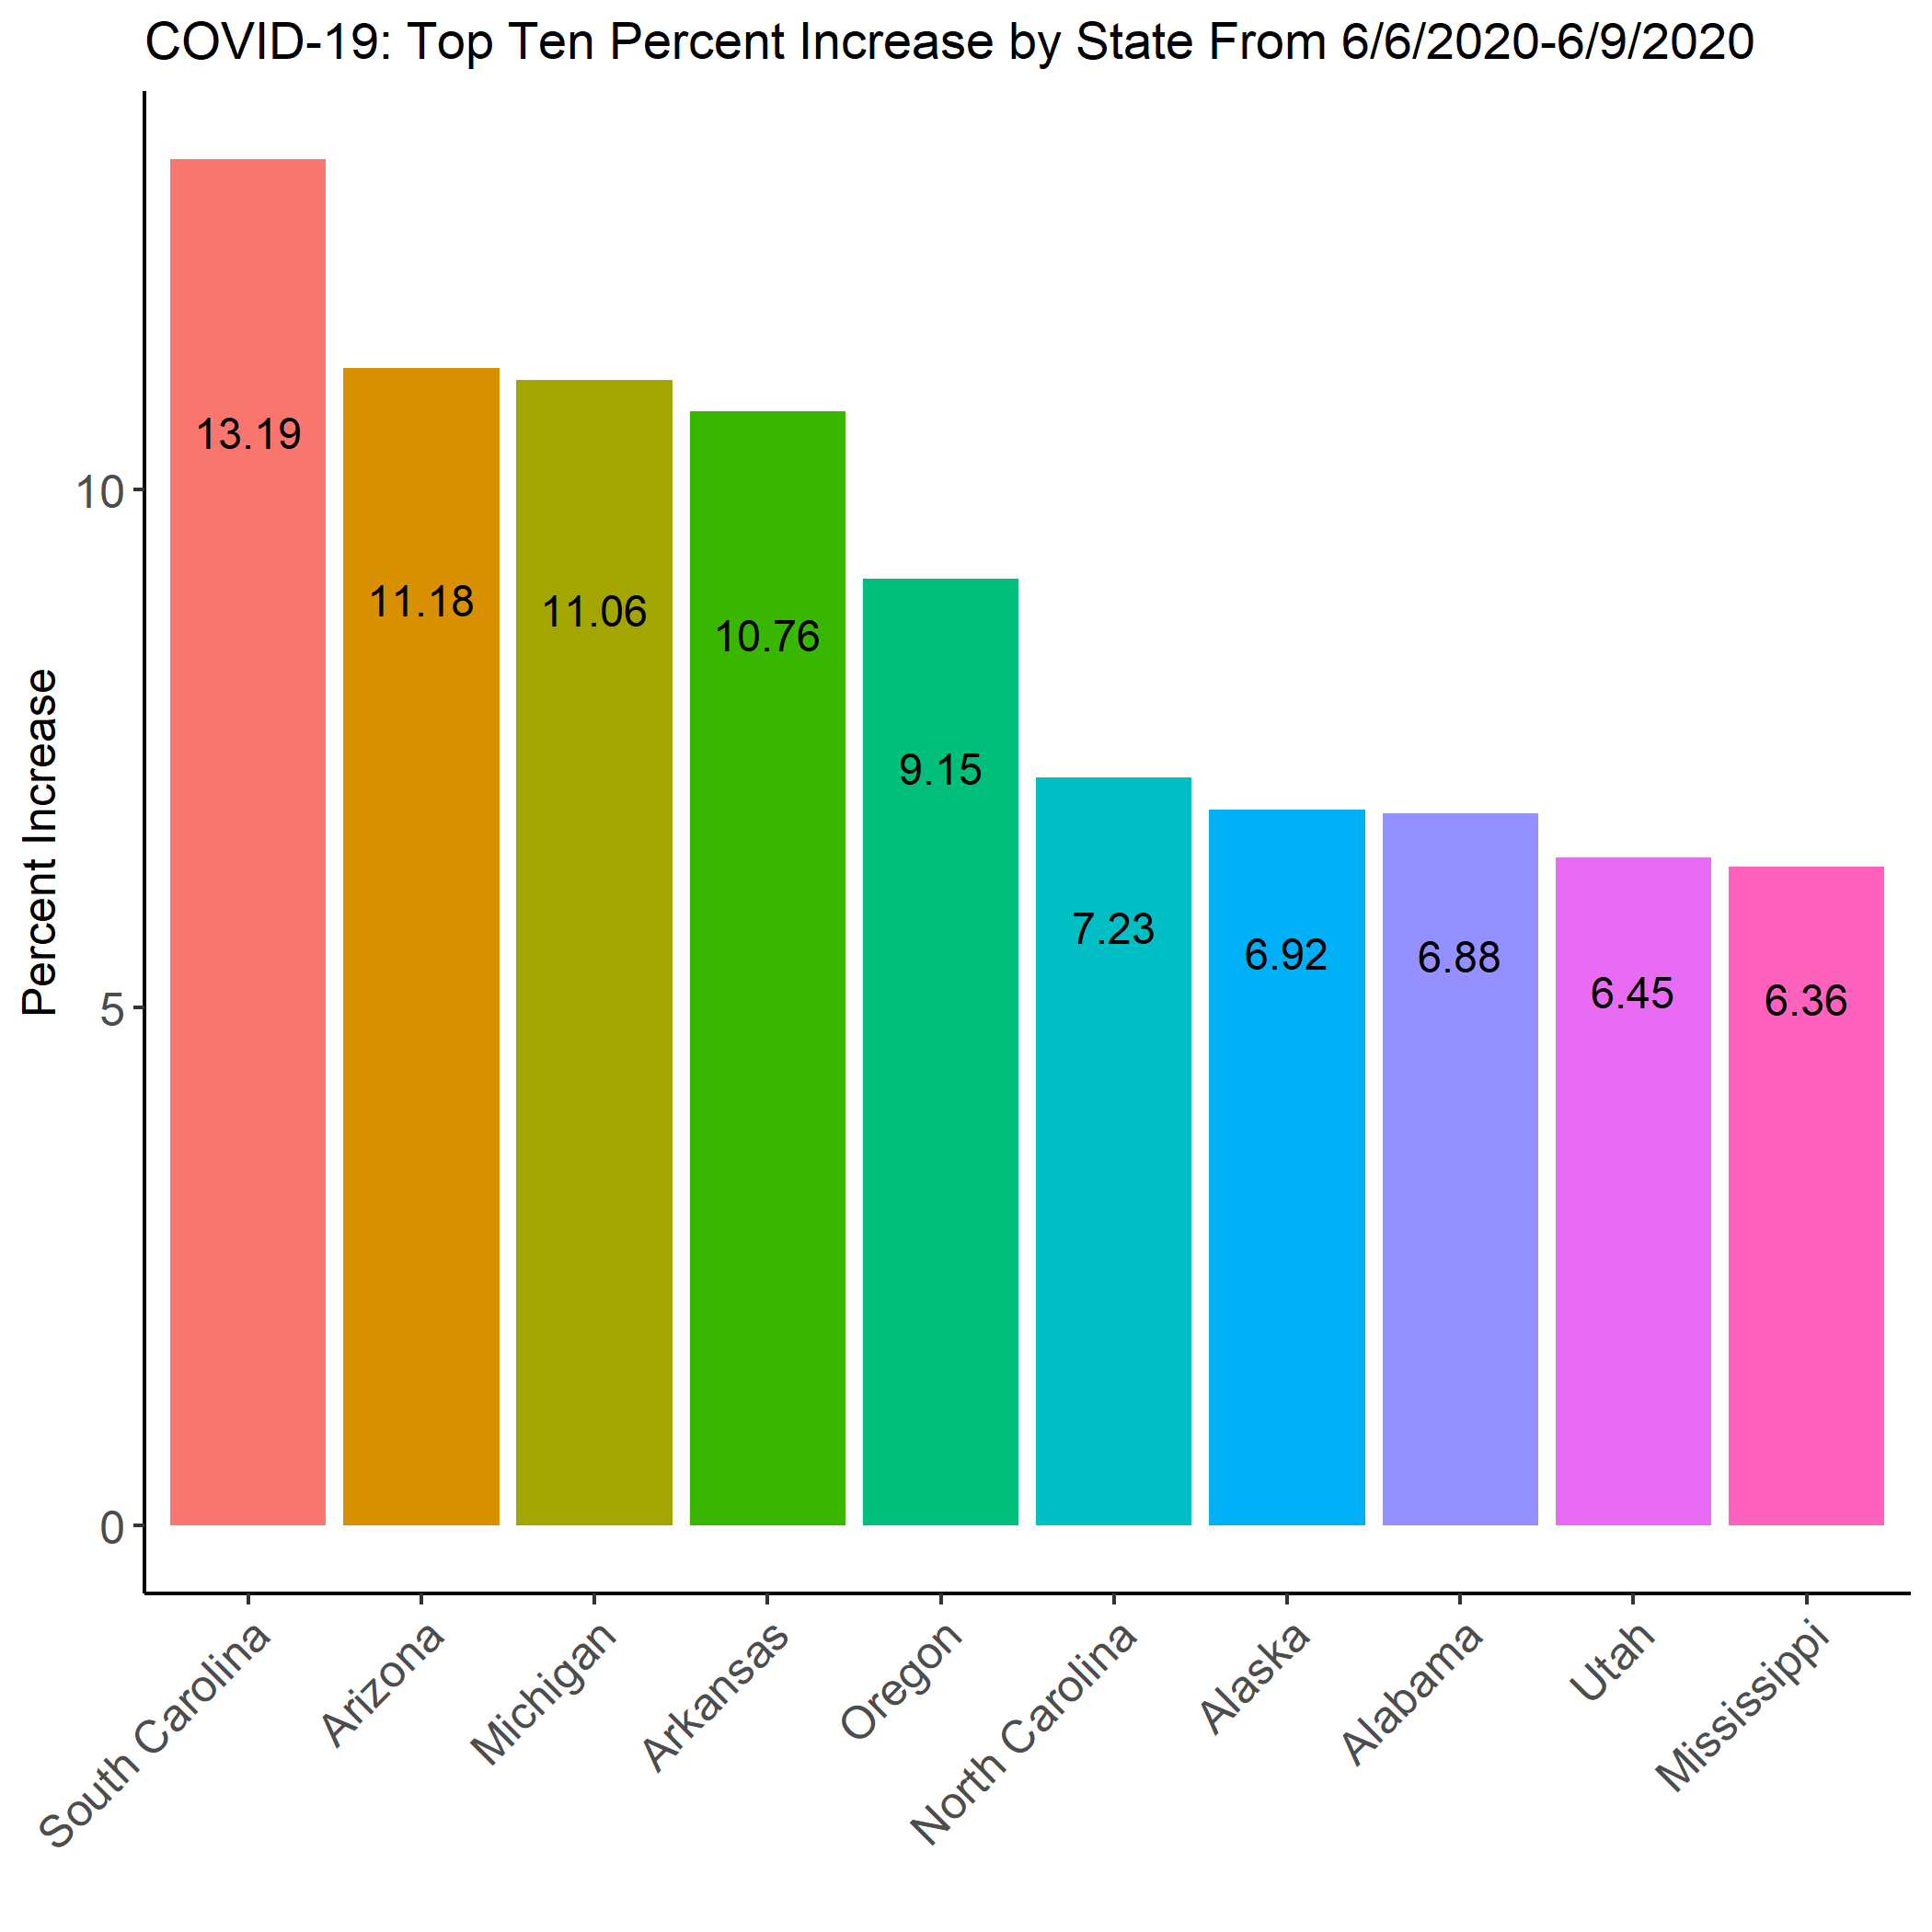 COVID-19: Top Ten Percent Increase by State From 6/6/2020-6/9/2020
Percent Increase
10
5
0
13.19
11.18
11.06
10.76
9.15
7.23
6.92
6.88
6.45
6.36
South Carolina
Arizona
Michigan
Arkansas
Oregon
North Carolina
Alaska
Alabama
Utah
Mississippi